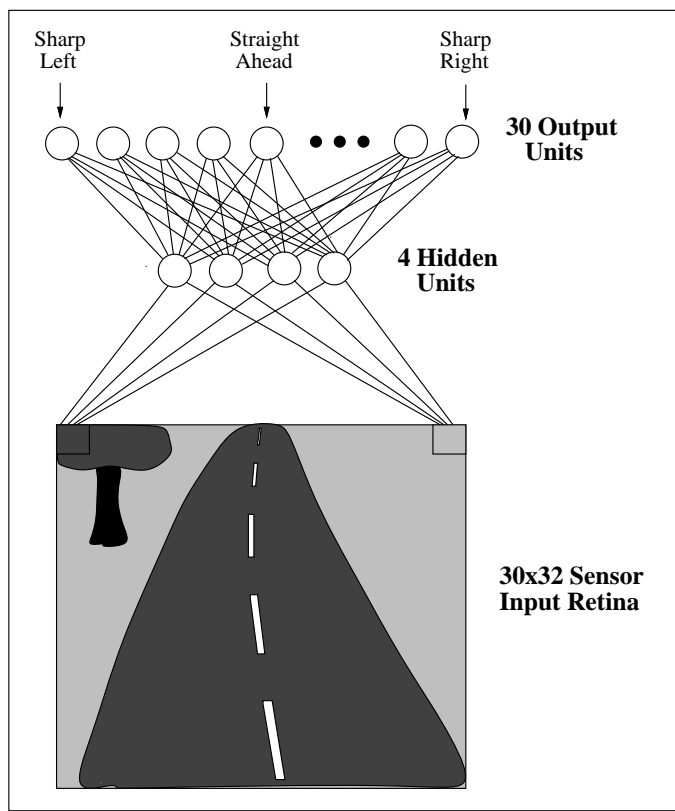 Sharp
Left
Straight
Ahead
Sharp
Right
30 Output
Units
4 Hidden
Units
30x32 Sensor
Input Retina